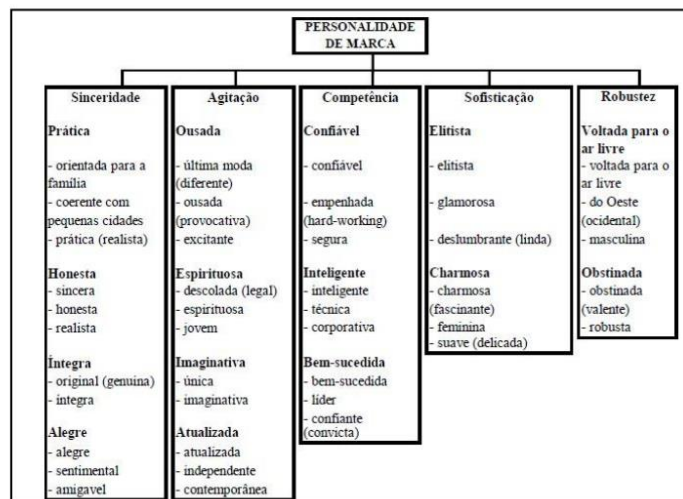 PERSONALIDADE
DE MARCA
Sinceridade
Prática
- orientada para a
família
- coerente com
pequenas cidades
- prática (realista)
Honesta
- sincera
- honesta
- realista
Íntegra
- original (genuína)
- íntegra
Alegre
- alegre
- sentimental
- amigavel
Agitação
Ousada
- última moda
(diferente)
- ousada
(provocativa)
- excitante
Espirituosa
- descolada (legal)
- espirituosa
- jovem
Imaginativa
- única
- imaginativa
Atualizada
- atualizada
- independente
- contemporânea
Competência
Confiável
- confiável
- empenhada
(hard-working)
- segura
Inteligente
- inteligente
- técnica
- corporativa
Bem-sucedida
- bem-sucedida
- líder
- confiante
(convicta)
Sofisticação
Elitista
- elitista
- glamorosa
- deslumbrante (linda)
Charmosa
- charmosa
(fascinante)
- feminina
- suave (delicada)
Robustez
Voltada para o
ar livre
- voltada para o
ar livre
- do Oeste
(ocidental)
- masculina
Obstinada
- obstinada
(valente)
- robusta